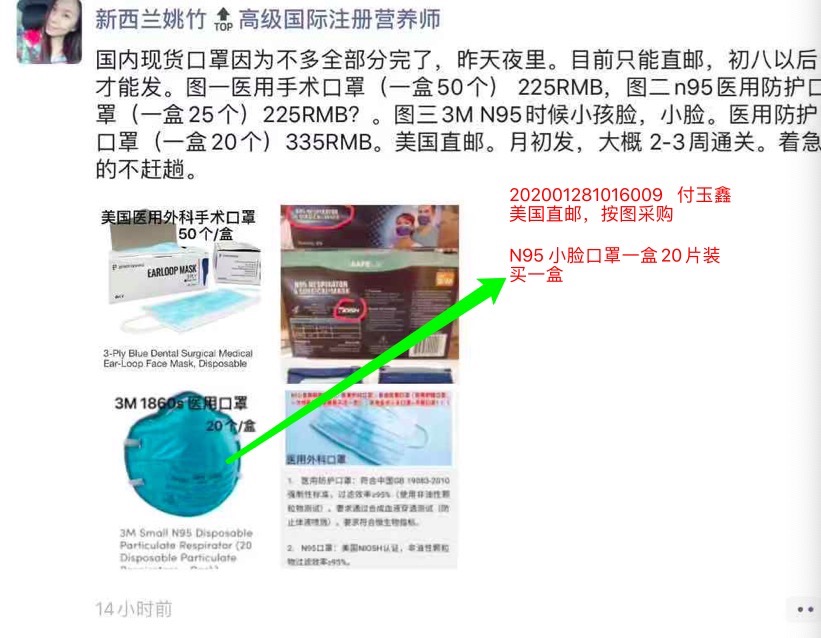 新西兰姚竹 TOP 高级国际注册营养师
国内现货口罩因为不多全部分完了，昨天夜里。目前只能直邮，初八以后
才能发。图一医用手术口罩（一盒50个） 225RMB，图二n95医用防护口
罩（一盒25个）225RMB？。图三3M N95时候小孩脸，小脸。医用防护
口罩（一盒20个）335RMB。美国直邮。月初发，大概 2-3周通关。着急
的不赶趟。
202001281016009 付玉鑫
美国直邮，按图采购
N95 小脸口罩一盒20片装
买一盒
美国医用外科手术口罩
50个/盒
EARLOOP MASK
3-Ply Blue Dental Surgical Medical
Ear-Loop Face Mask, Disposable
N95 RESPIRATOR
& SURGICAL MASK
N95 RESPIRATOR
& SURGICAL MASK
NIOSH
3M 1860s 医用口罩
20个/盒
3M Small N95 Disposable
Particulate Respirator (20
Disposable Particulate
医用外科口罩
1. 医用防护口罩：符合中国GB 19083-2010
强制性标准，过滤效率≥95%（使用非油性颗
粒物测试）。要求通过合成血液穿透测试（防
止体液喷溅），要求符合微生物指标。
2. N95口罩：美国NIOSH认证，非油性颗粒
物过滤效率≥95%。
14小时前